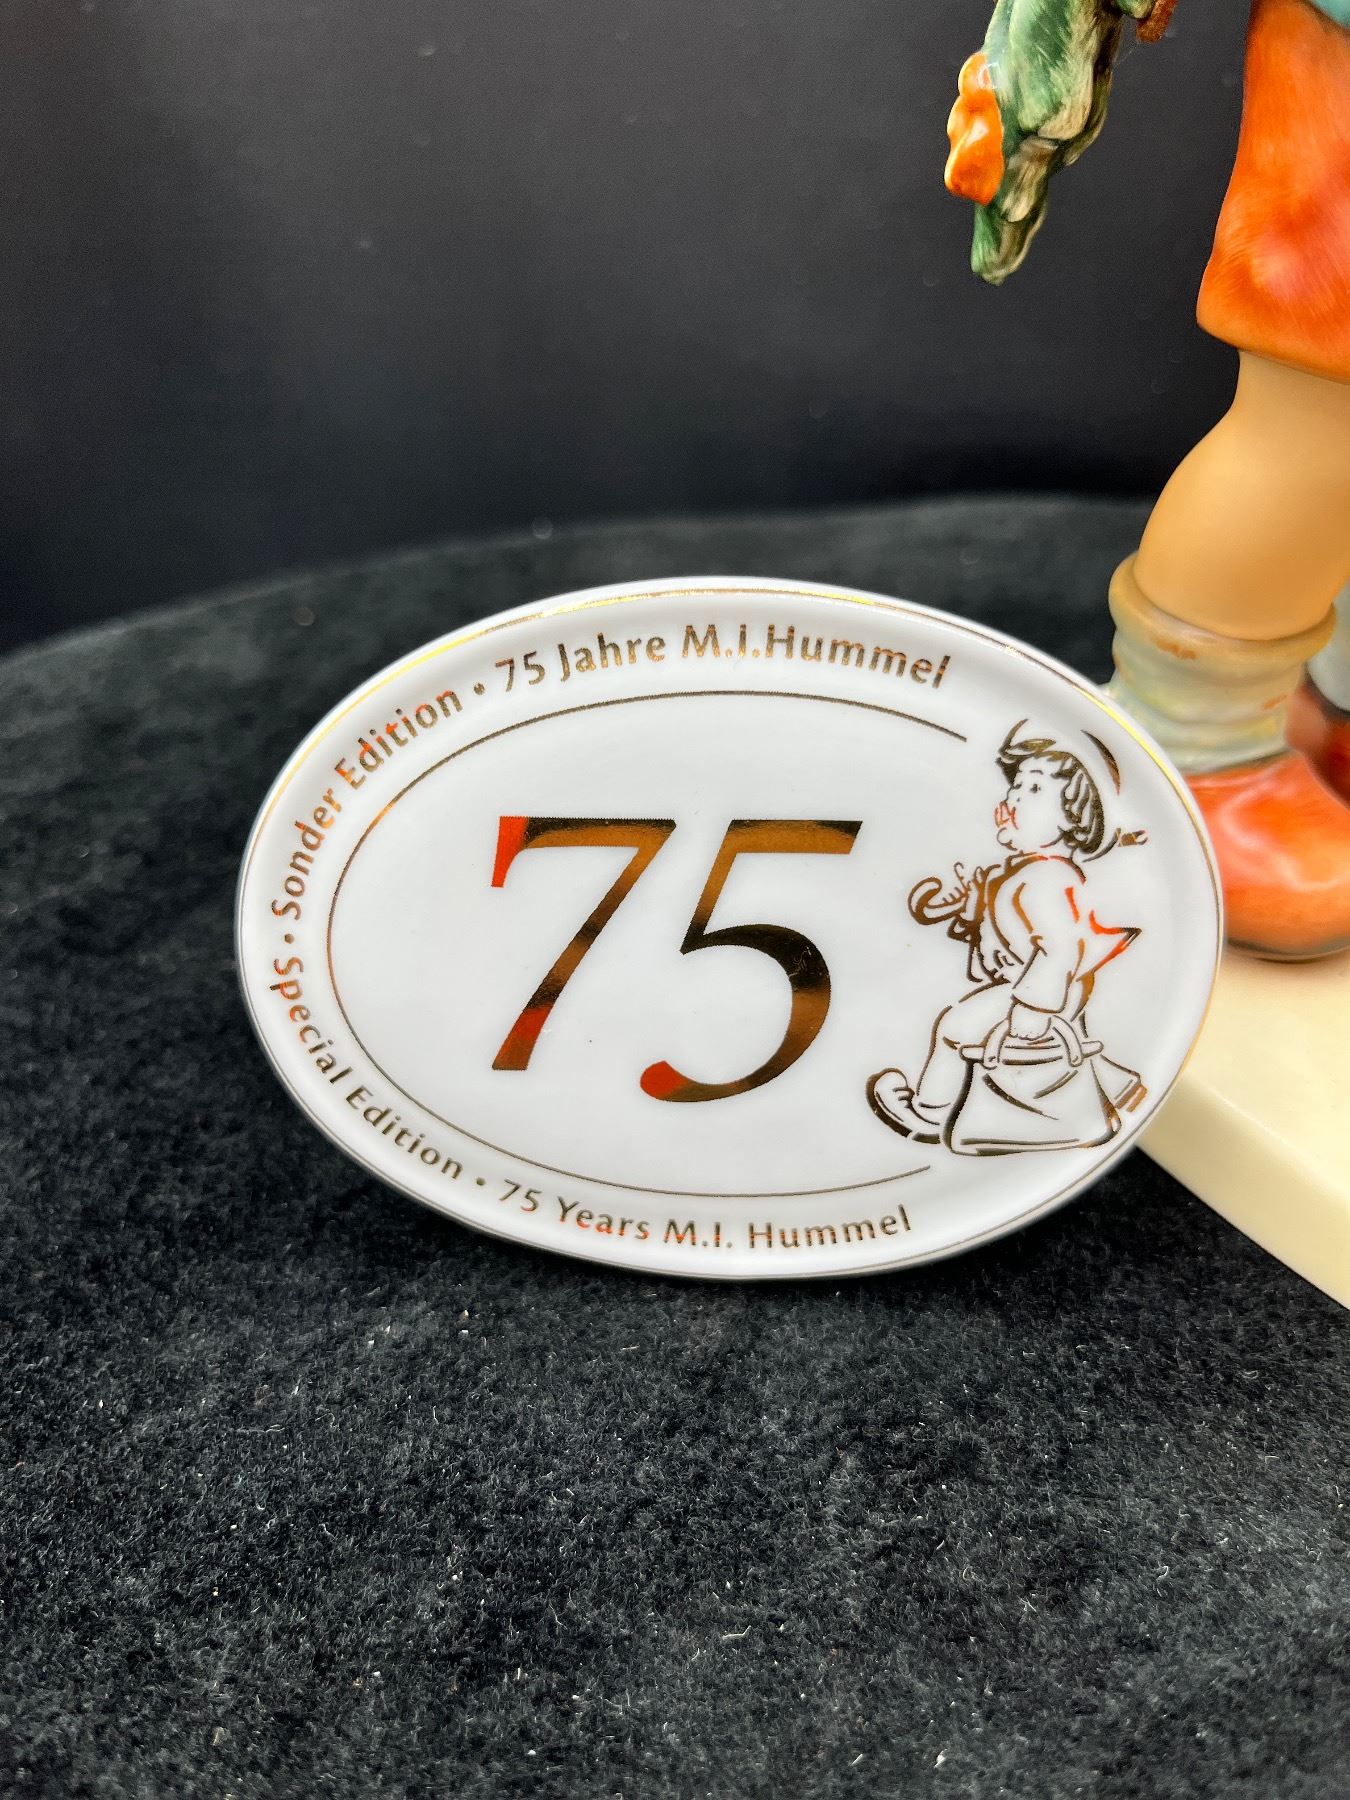 Sonder Edition • 75 Jahre M.I.Hummel
75
Special Edition • 75 Years M.I. Hummel